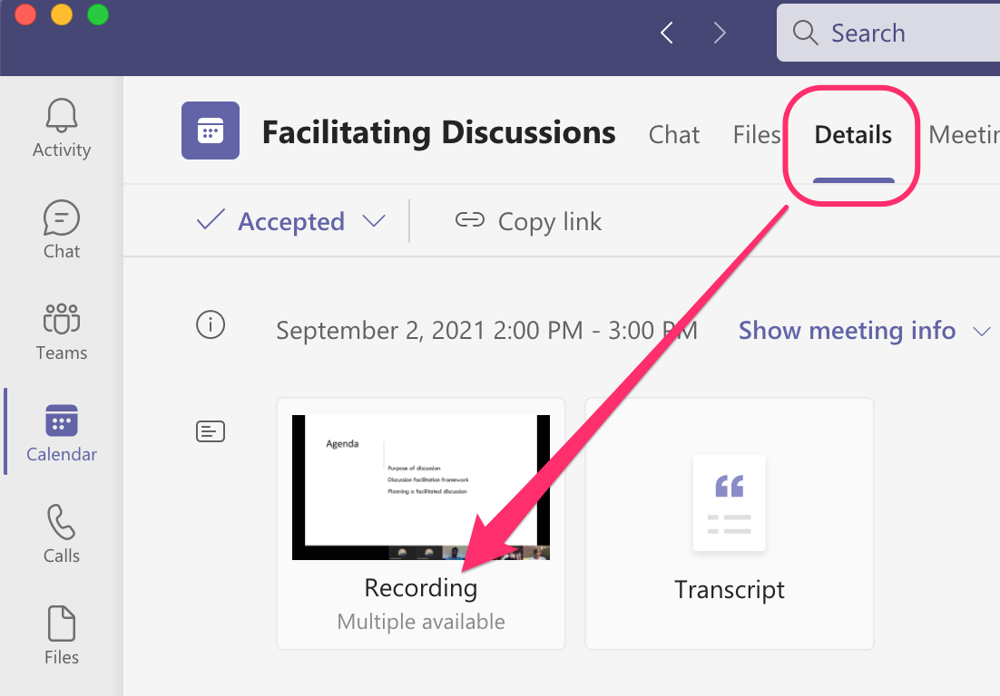 Search
Activity
Chat
Teams
Calendar
Calls
Files
Facilitating Discussions
Chat
Files
Details
Meetin
Accepted
Copy link
September 2, 2021 2:00 PM - 3:00 PM
Show meeting info
Agenda
Purpose of discussion
Discussion facilitation framework
Planning a facilitated discussion
Recording
Multiple available
“
Transcript